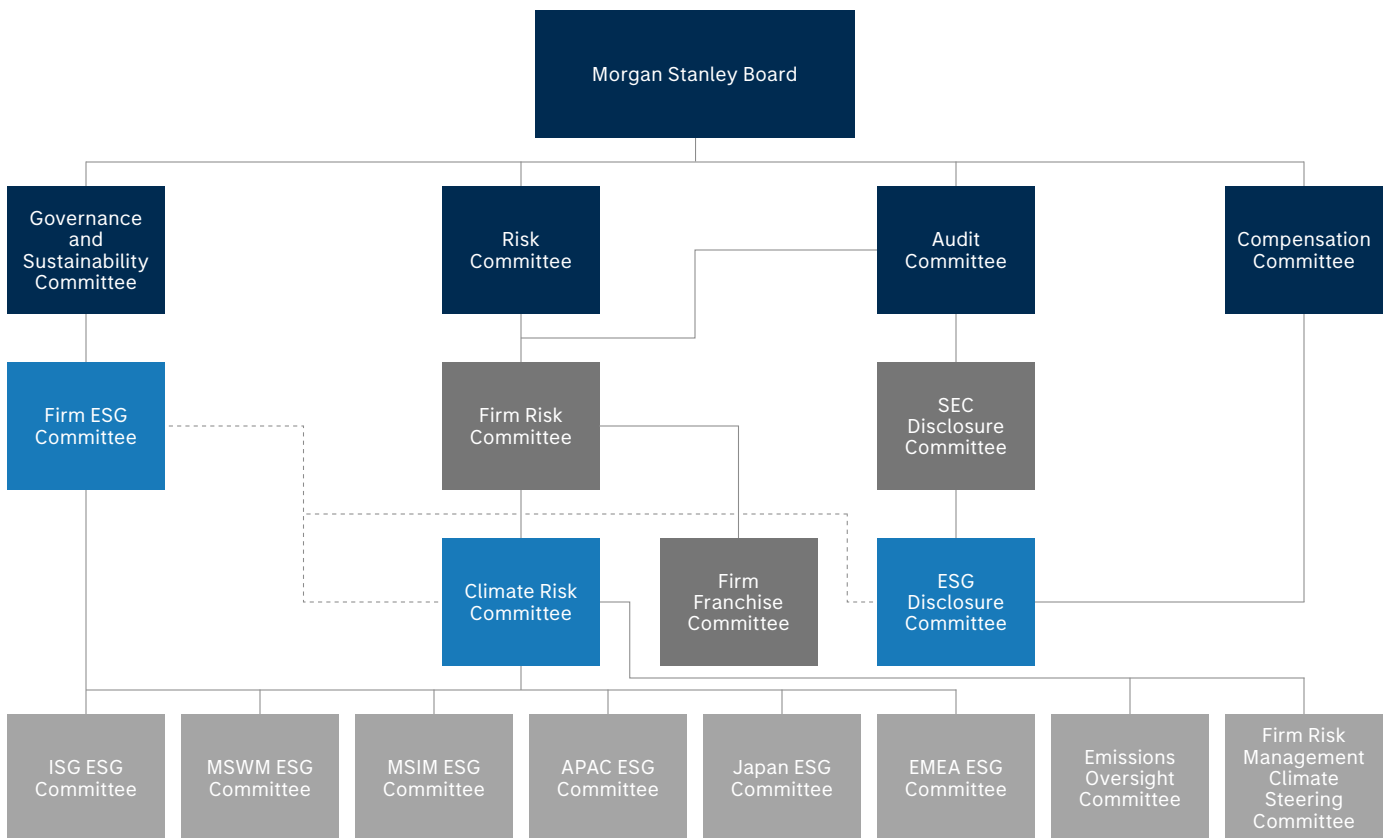 Morgan Stanley Board
Governance
and
Sustainability
Committee
Risk
Committee
Audit
Committee
Compensation
Committee
Firm ESG
Committee
Firm Risk
Committee
SEC
Disclosure
Committee
Climate Risk
Committee
Firm
Franchise
Committee
ESG
Disclosure
Committee
ISG ESG
Committee
MSWM ESG
Committee
MSIM ESG
Committee
APAC ESG
Committee
Japan ESG
Committee
EMEA ESG
Committee
Emissions
Oversight
Committee
Firm Risk
Management
Climate
Steering
Committee